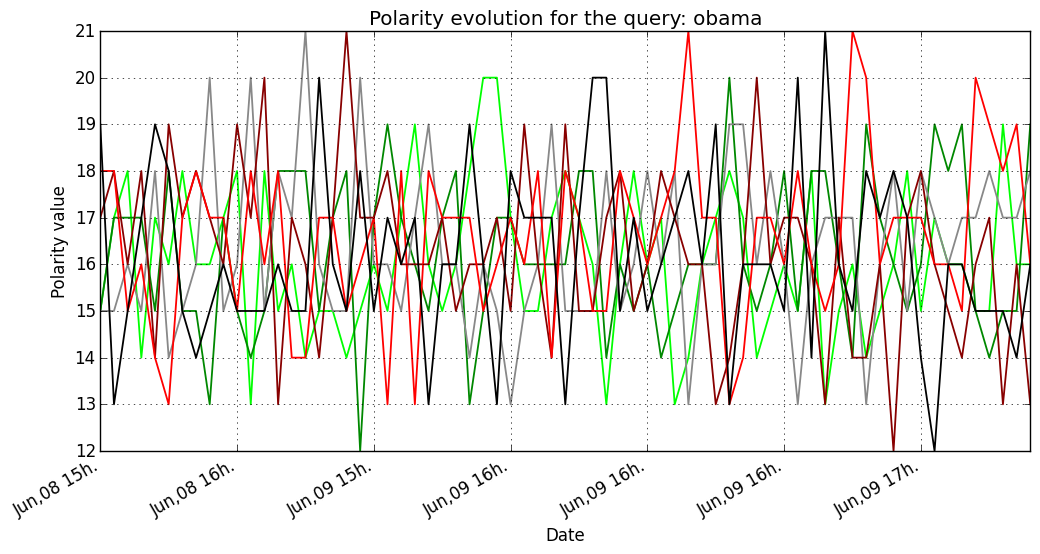 Polarity evolution for the query: obama
21
20
19
18
17
16
15
14
13
12
Polarity value
Jun,08 15h.
Jun,08 16h.
Jun,09 15h.
Jun,09 16h.
Jun,09 16h.
Jun,09 16h.
Jun,09 17h.
Date